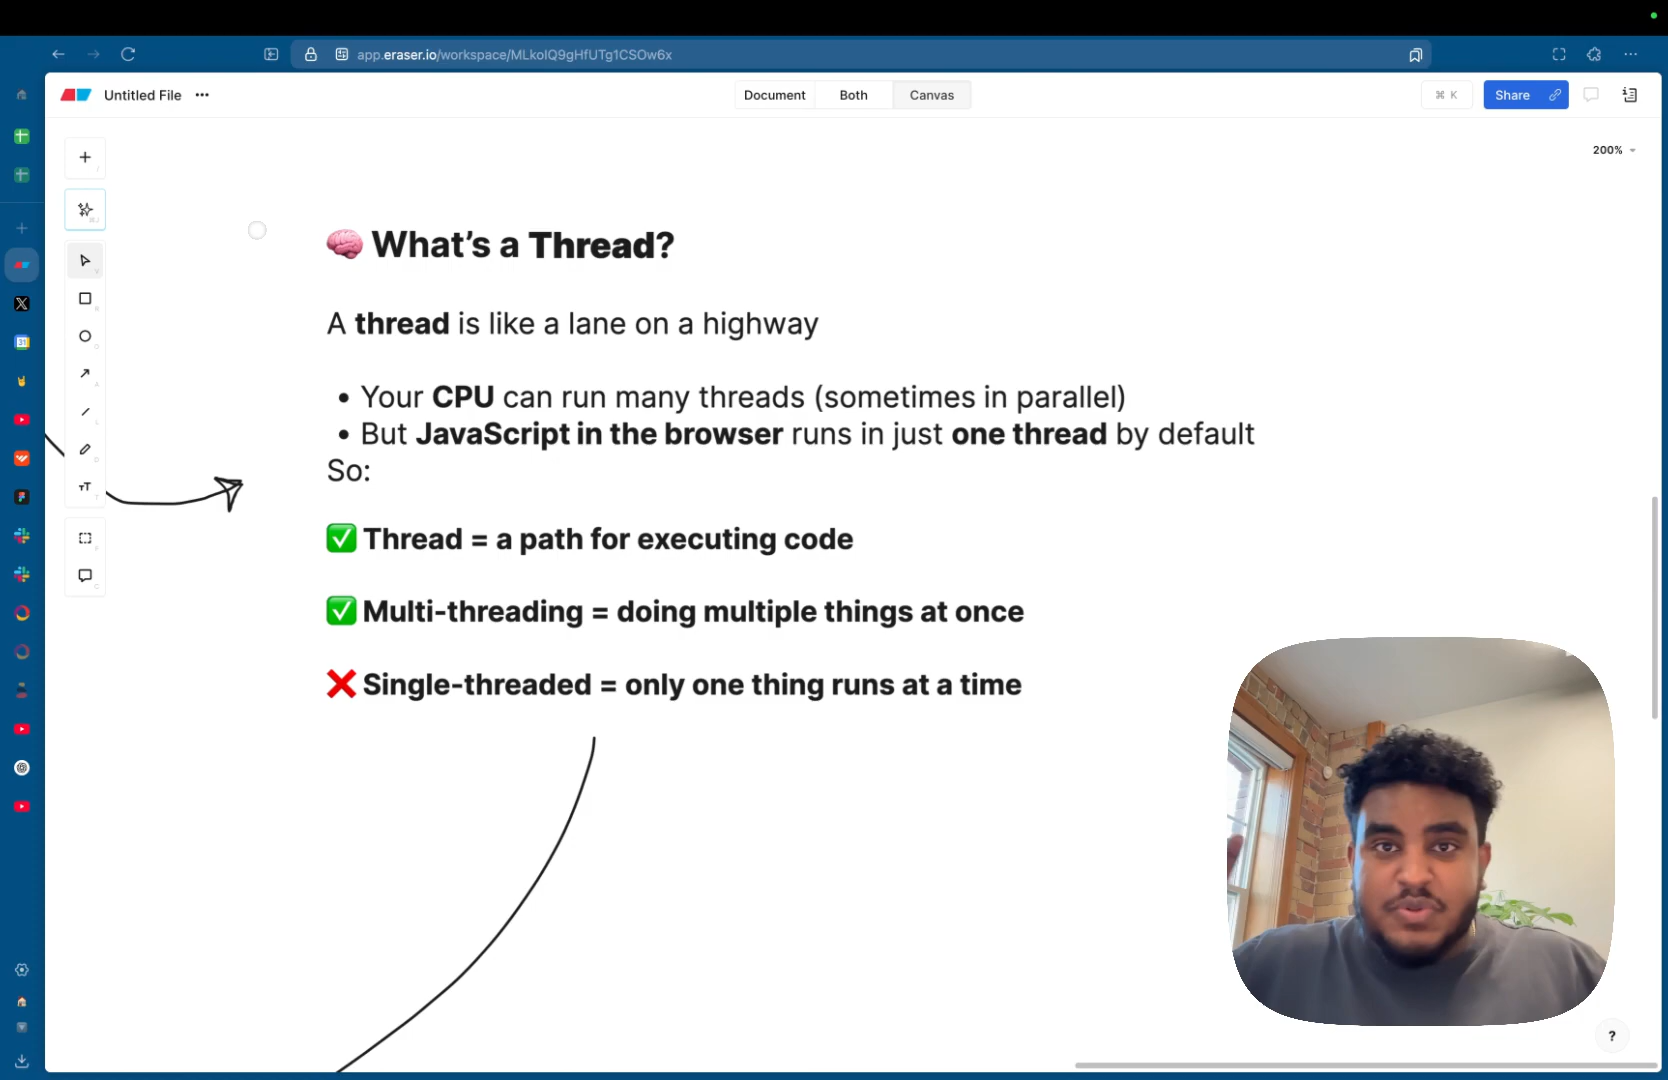 app.eraser.io/workspace/MLkoIQ9gHfUTg1CSOw6x
Untitled File
Document Both Canvas
⌘ K
Share
200%
🧠 What's a Thread?
A thread is like a lane on a highway
• Your CPU can run many threads (sometimes in parallel)
• But JavaScript in the browser runs in just one thread by default
So:
✅ Thread = a path for executing code
✅ Multi-threading = doing multiple things at once
❌ Single-threaded = only one thing runs at a time
?